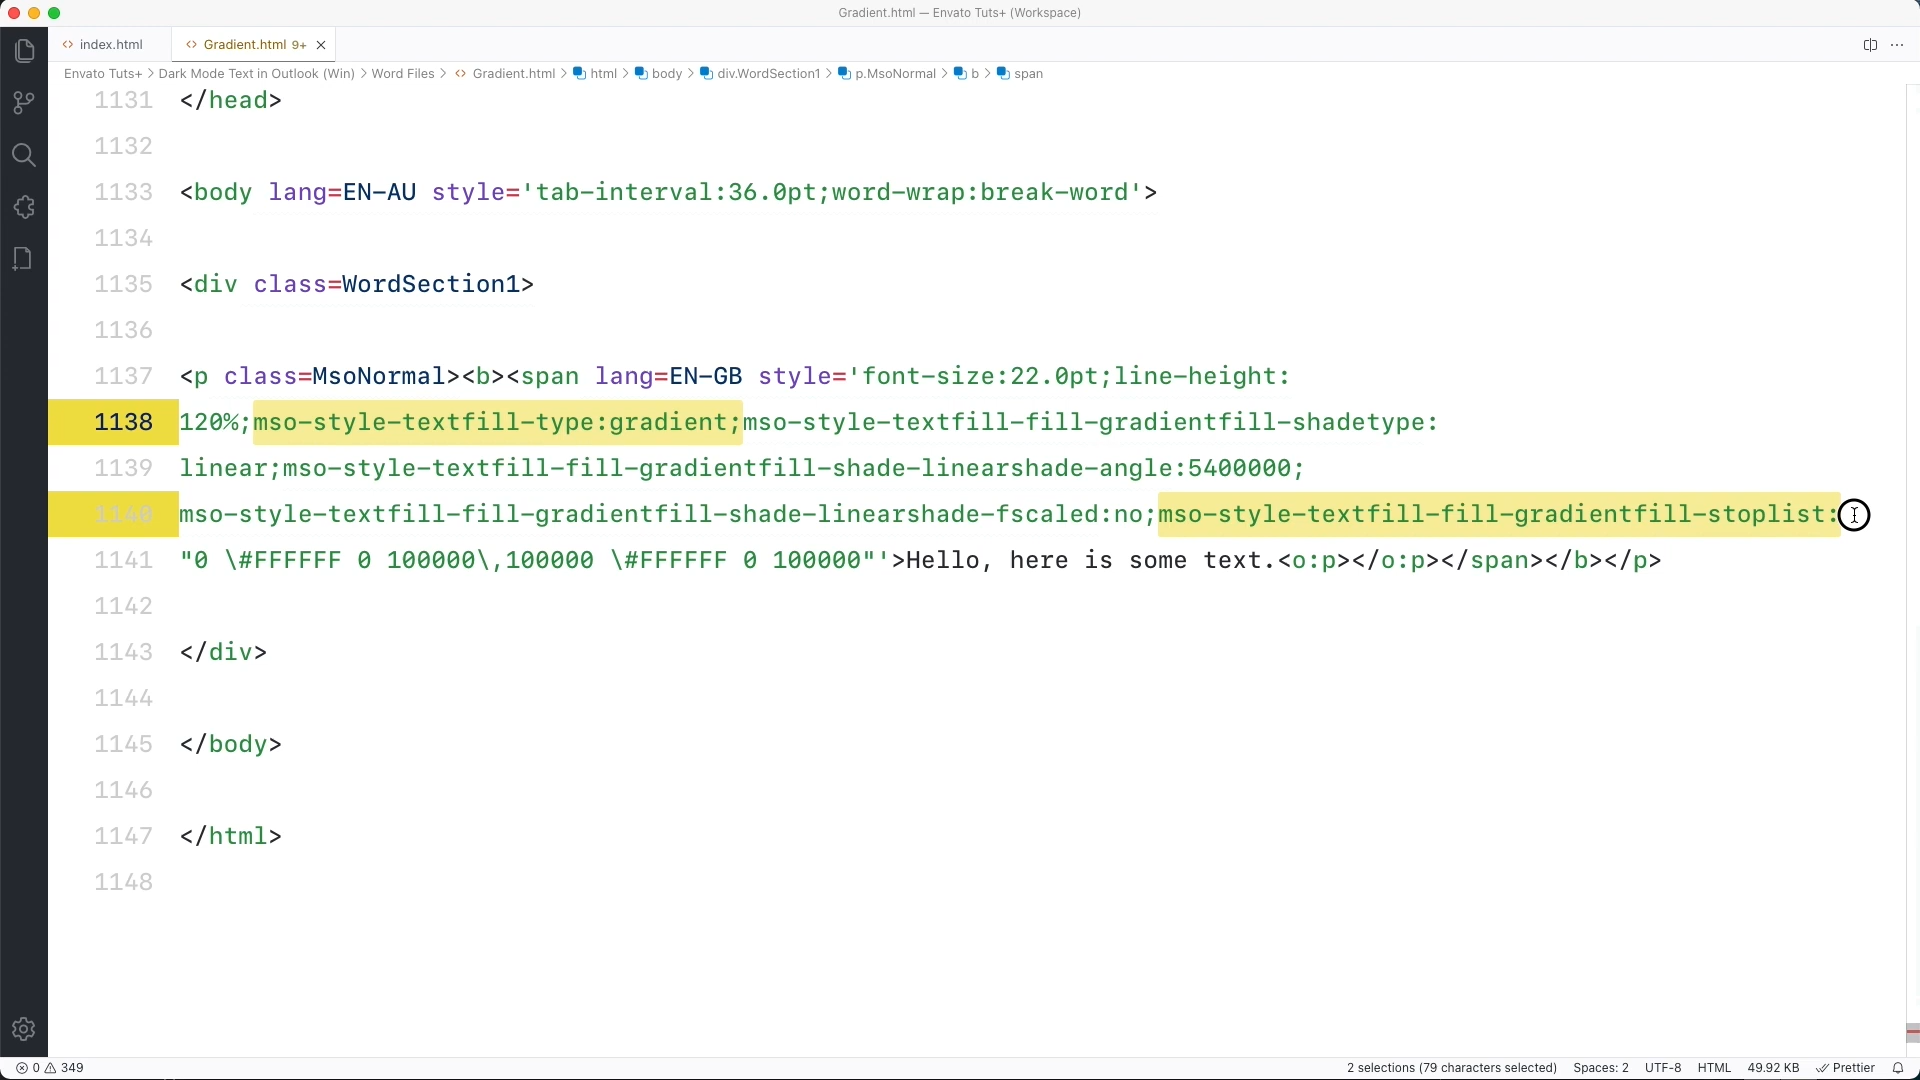 Gradient.html — Envato Tuts+ (Workspace)
index.html
Gradient.html 9+
Envato Tuts+ > Dark Mode Text in Outlook (Win) > Word Files > Gradient.html > html > body > div.WordSection1 > p.MsoNormal > b > span
1131 </head>
1132
1133 <body lang=EN-AU style='tab-interval:36.0pt;word-wrap:break-word'>
1134
1135 <div class=WordSection1>
1136
1137 <p class=MsoNormal><b><span lang=EN-GB style='font-size:22.0pt;line-height:
1138 120%;mso-style-textfill-type:gradient;mso-style-textfill-fill-gradientfill-shadetype:
1139 linear;mso-style-textfill-fill-gradientfill-shade-linearshade-angle:5400000;
1140 mso-style-textfill-fill-gradientfill-shade-linearshade-fscaled:no;mso-style-textfill-fill-gradientfill-stoplist:
1141 "0 \#FFFFFF 0 100000\,100000 \#FFFFFF 0 100000"'>Hello, here is some text.<o:p></o:p></span></b></p>
1142
1143 </div>
1144
1145 </body>
1146
1147 </html>
1148
0 349 2 selections (79 characters selected) Spaces: 2 UTF-8 HTML 49.92 KB Prettier